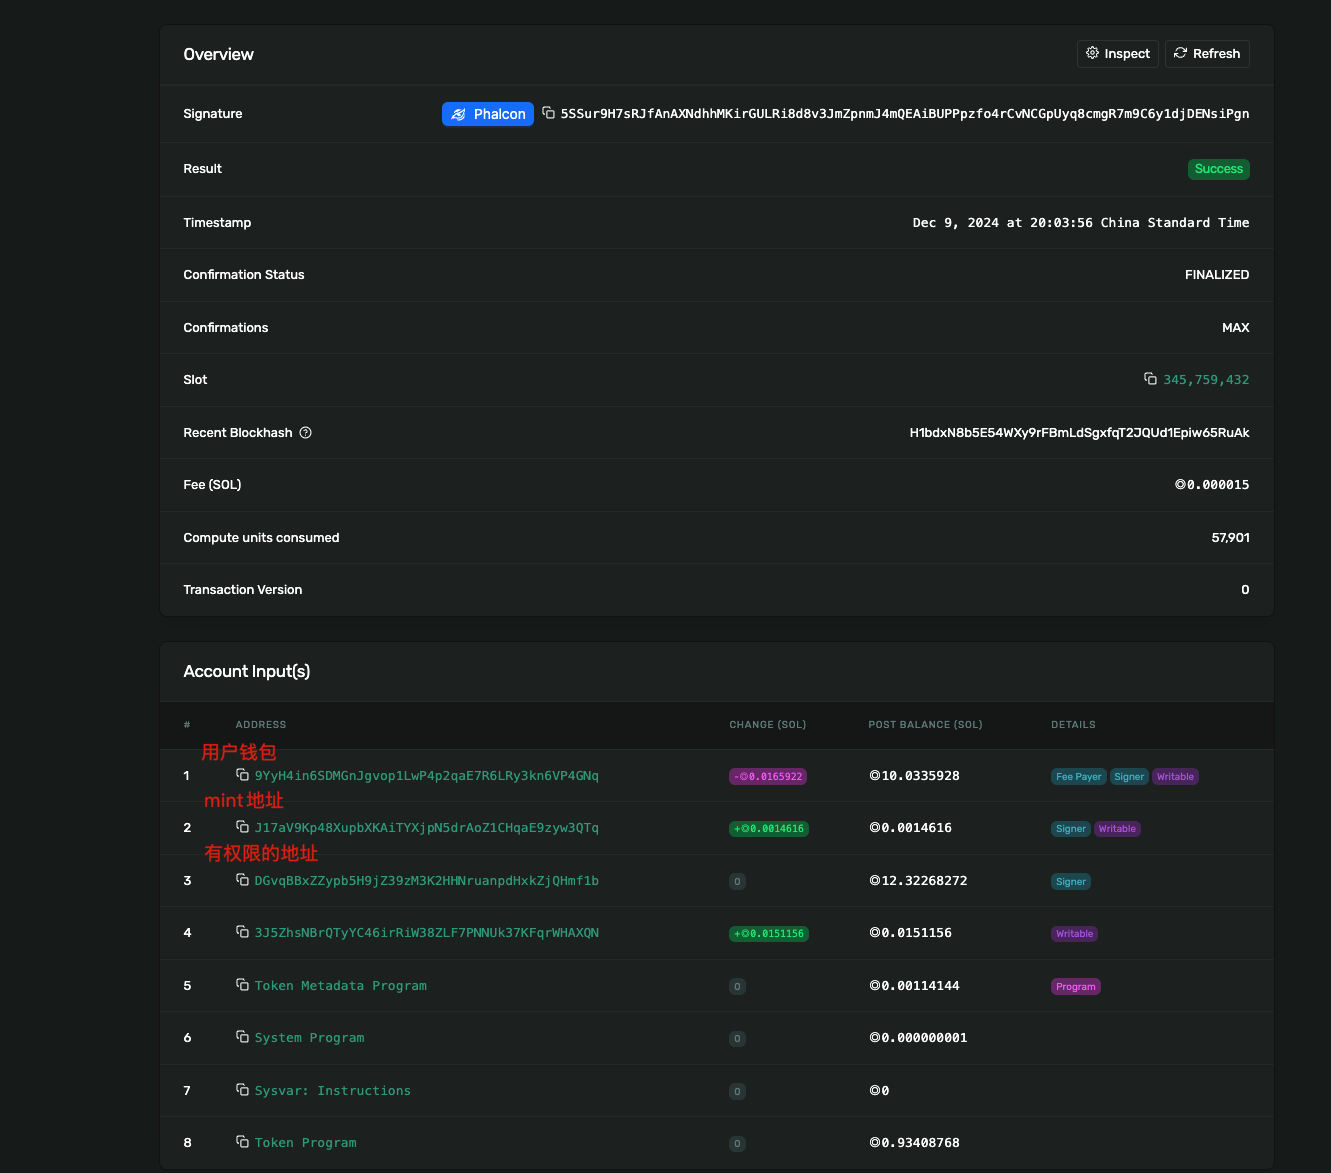 Overview
Inspect Refresh
Signature Phalcon 5SSur9H7sRJfAnAXNdhhMKirGULRi8d8v3JmZpnmJ4mQEAiBUPPpzfo4rCvNCGpUyq8cmgR7m9C6y1djDENsiPgn
Result Success
Timestamp Dec 9, 2024 at 20:03:56 China Standard Time
Confirmation Status FINALIZED
Confirmations MAX
Slot 345,759,432
Recent Blockhash H1bdxN8b5E54WXy9rFBmLdSgxfqT2JQUd1Epiw65RuAk
Fee (SOL) ◎0.000015
Compute units consumed 57,901
Transaction Version 0
Account Input(s)
# ADDRESS CHANGE (SOL) POST BALANCE (SOL) DETAILS
用户钱包
1 9YyH4in6SDMGnJgvop1LwP4p2qaE7R6LRy3kn6VP4GNq -◎0.0165922 ◎10.0335928 Fee Payer Signer Writable
mint地址
2 J17aV9Kp48XupbXKAiTYXjpN5drAoZ1CHqaE9zyw3QTq +◎0.0014616 ◎0.0014616 Signer Writable
有权限的地址
3 DGvqBBxZZypb5H9jZ39zM3K2HHNruanpdHxkZjQHmf1b 0 ◎12.32268272 Signer
4 3J5ZhsNBrQTyYC46irRiW38ZLF7PNNUk37KFqrWHAXQN +◎0.0151156 ◎0.0151156 Writable
5 Token Metadata Program 0 ◎0.00114144 Program
6 System Program 0 ◎0.000000001
7 Sysvar: Instructions 0 ◎0
8 Token Program 0 ◎0.93408768